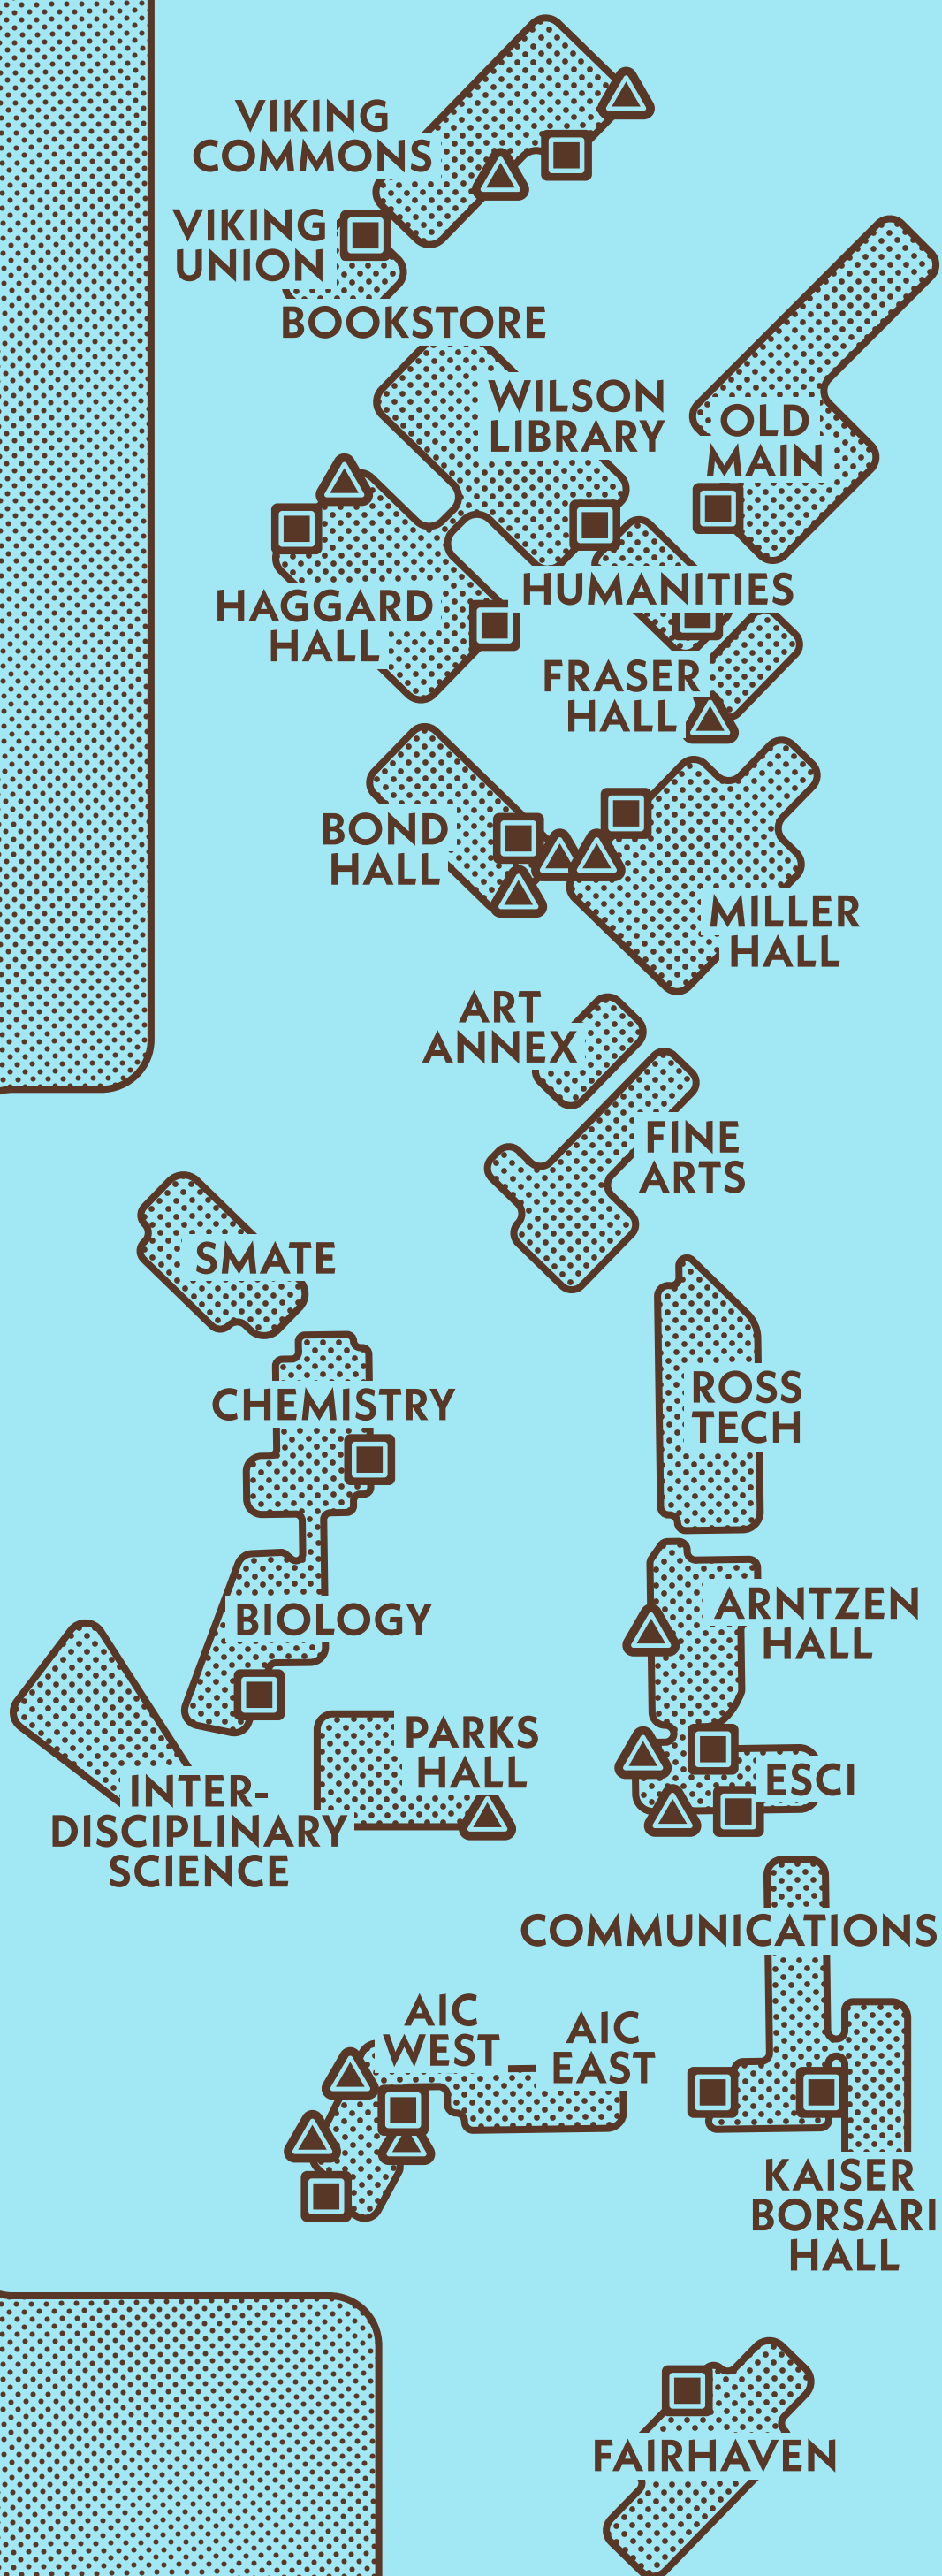 VIKING
COMMONS
VIKING
UNION
BOOKSTORE
WILSON
LIBRARY
OLD
MAIN
HAGGARD
HALL
HUMANITIES
FRASER
HALL
BOND
HALL
MILLER
HALL
ART
ANNEX
FINE
ARTS
SMATE
CHEMISTRY
ROSS
TECH
BIOLOGY
ARNTZEN
HALL
PARKS
HALL
ESCI
INTER-
DISCIPLINARY
SCIENCE
COMMUNICATIONS
AIC
WEST
AIC
EAST
KAISER
BORSARI
HALL
FAIRHAVEN